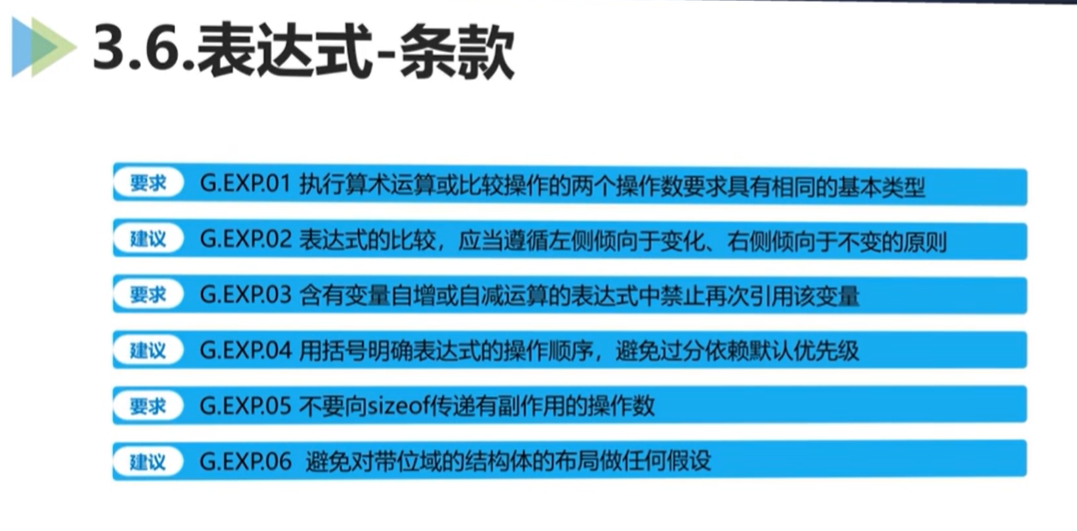 3.6.表达式-条款
要求 G.EXP.01 执行算术运算或比较操作的两个操作数要求具有相同的基本类型
建议 G.EXP.02 表达式的比较，应当遵循左侧倾向于变化、右侧倾向于不变的原则
要求 G.EXP.03 含有变量自增或自减运算的表达式中禁止再次引用该变量
建议 G.EXP.04 用括号明确表达式的操作顺序，避免过分依赖默认优先级
要求 G.EXP.05 不要向sizeof传递有副作用的操作数
建议 G.EXP.06 避免对带位域的结构体的布局做任何假设